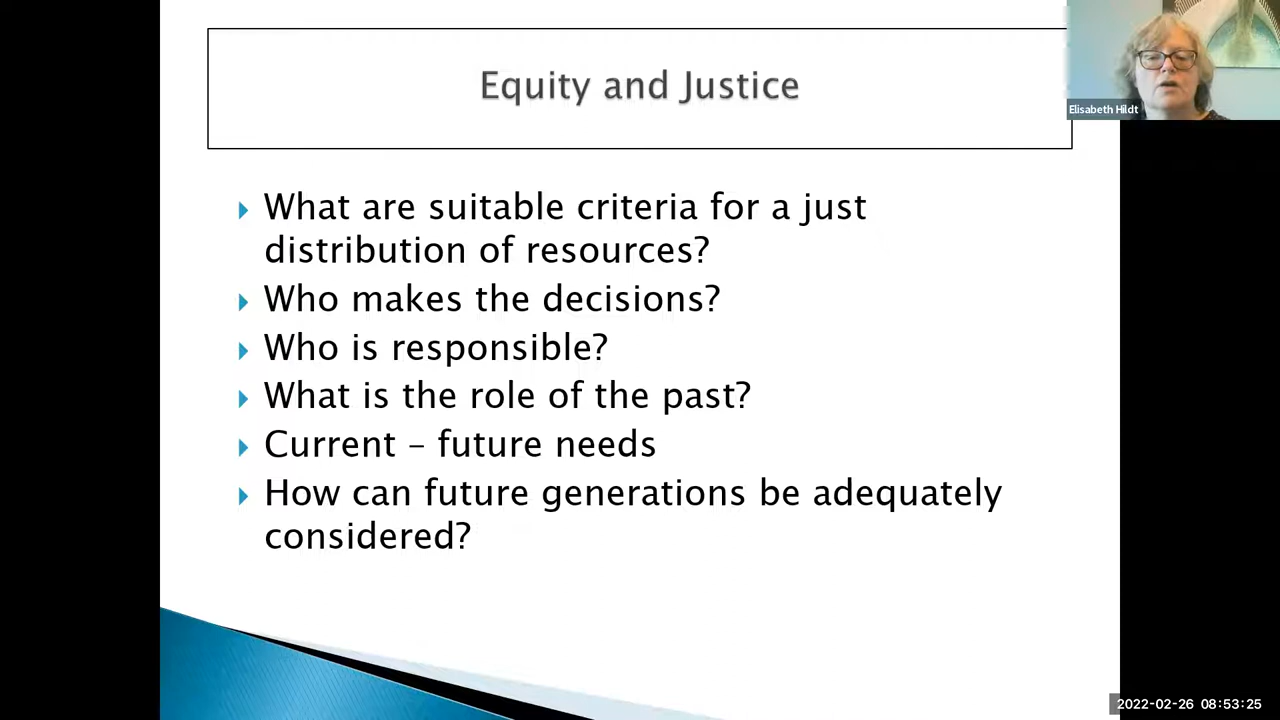 Equity and Justice
Elisabeth Hildt
What are suitable criteria for a just
distribution of resources?
Who makes the decisions?
Who is responsible?
What is the role of the past?
Current – future needs
How can future generations be adequately
considered?
2022-02-26 08:53:25